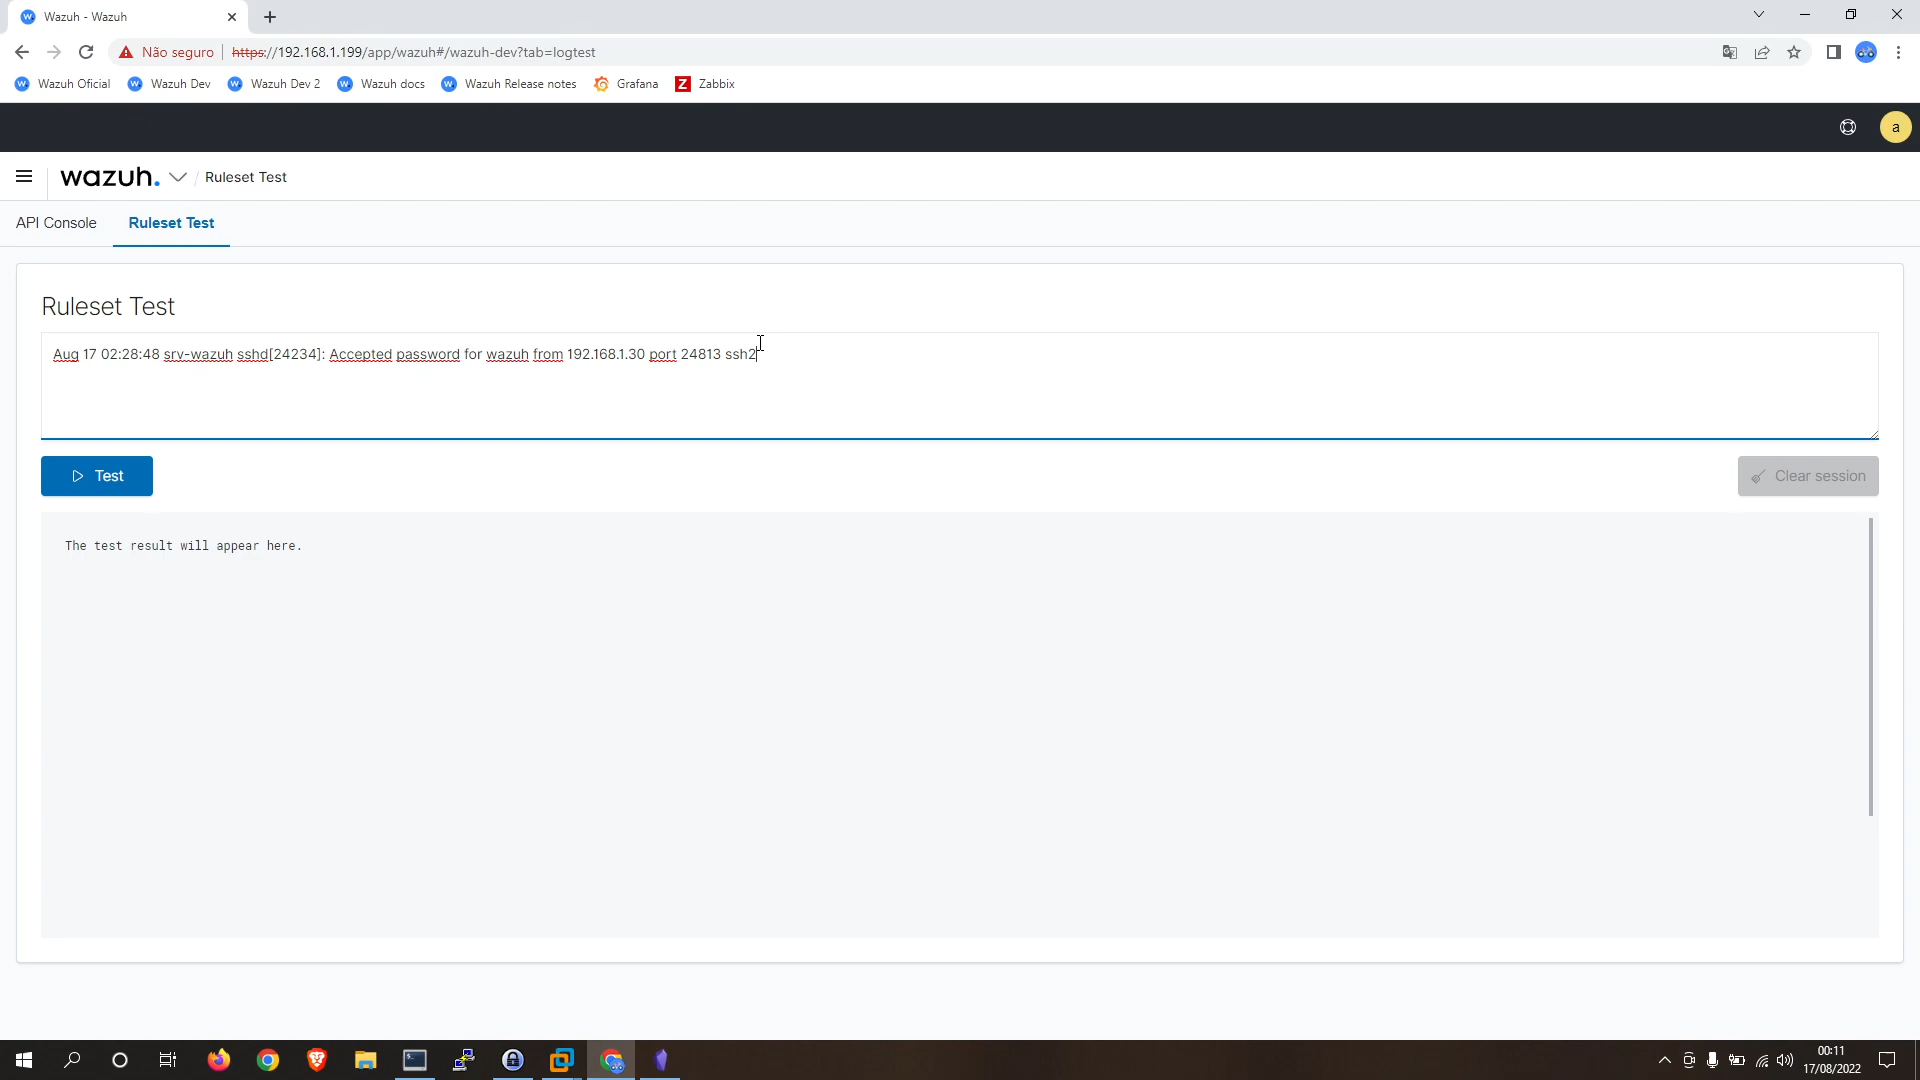 Wazuh - Wazuh
Não seguro
https://192.168.1.199/app/wazuh#/wazuh-dev?tab=logtest
Wazuh Oficial
Wazuh Dev
Wazuh Dev 2
Wazuh docs
Wazuh Release notes
Grafana
Z Zabbix
a
wazuh.
/ Ruleset Test
API Console
Ruleset Test
Ruleset Test
Aug 17 02:28:48 srv-wazuh sshd[24234]: Accepted password for wazuh from 192.168.1.30 port 24813 ssh2
Test
Clear session
The test result will appear here.
00:11
17/08/2022